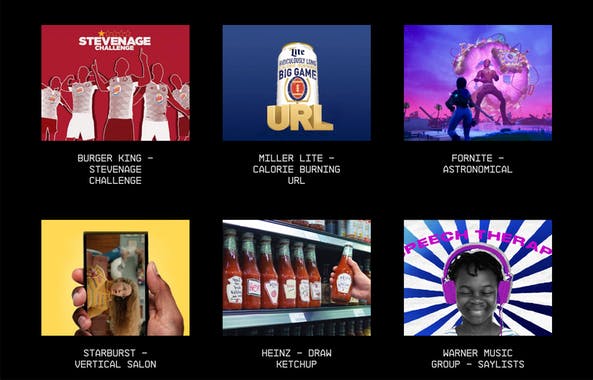 STEVENAGE
CHALLENGE
Lite
RIDICULOUSLY LONG
BIG GAME
URL
BURGER KING –
STEVENAGE
CHALLENGE
MILLER LITE –
CALORIE BURNING
URL
FORNITE –
ASTRONOMICAL
PEECH THERAP
STARBURST –
VERTICAL SALON
HEINZ – DRAW
KETCHUP
WARNER MUSIC
GROUP – SAYLISTS